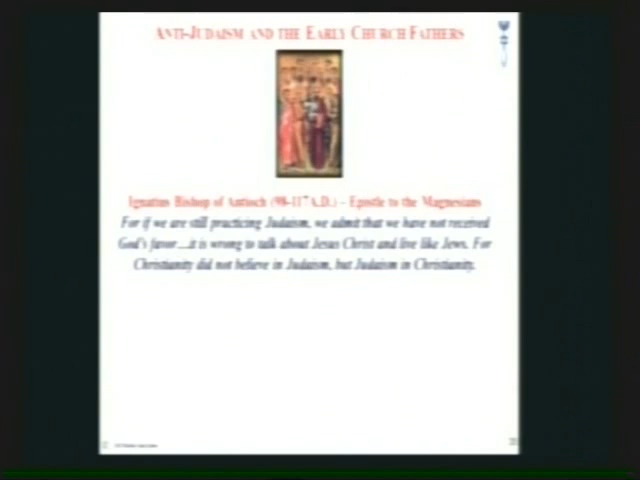 ANTI-JUDAISM AND THE EARLY CHURCH FATHERS
Ignatius Bishop of Antioch (98-117A.D.) – Epistle to the Magnesians
For if we are still practicing Judaism, we admit that we have not received
God's favor…it is wrong to talk about Jesus Christ and live like Jews. For
Christianity did not believe in Judaism, but Judaism in Christianity.